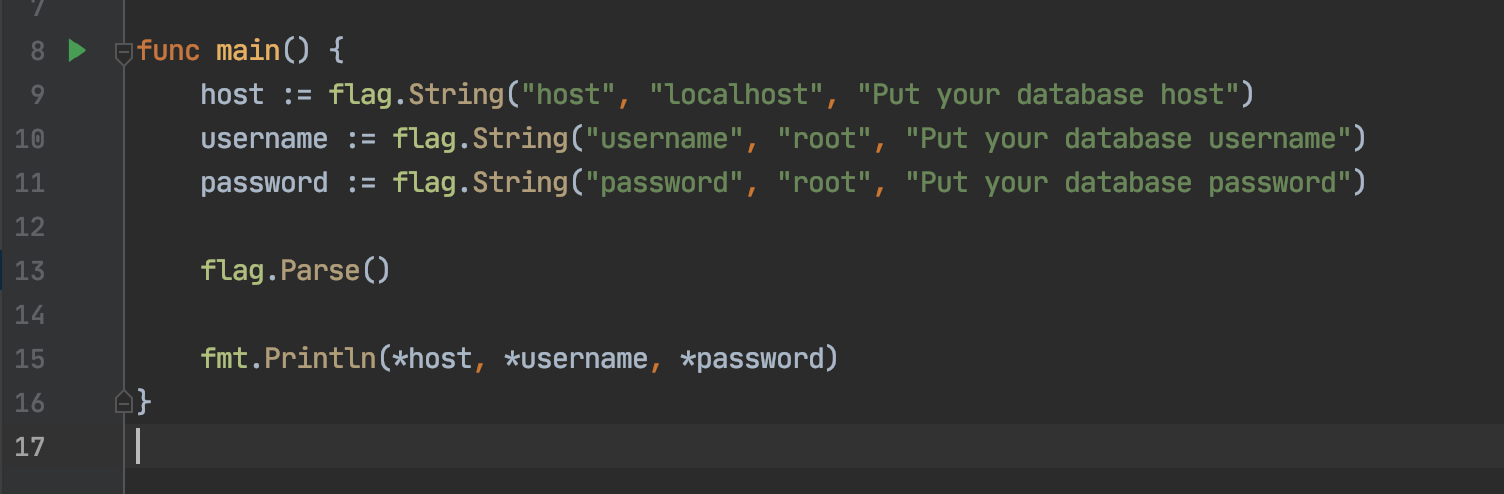 7
8 func main() {
9 host := flag.String("host", "localhost", "Put your database host")
10 username := flag.String("username", "root", "Put your database username")
11 password := flag.String("password", "root", "Put your database password")
12
13 flag.Parse()
14
15 fmt.Println(*host, *username, *password)
16 }
17